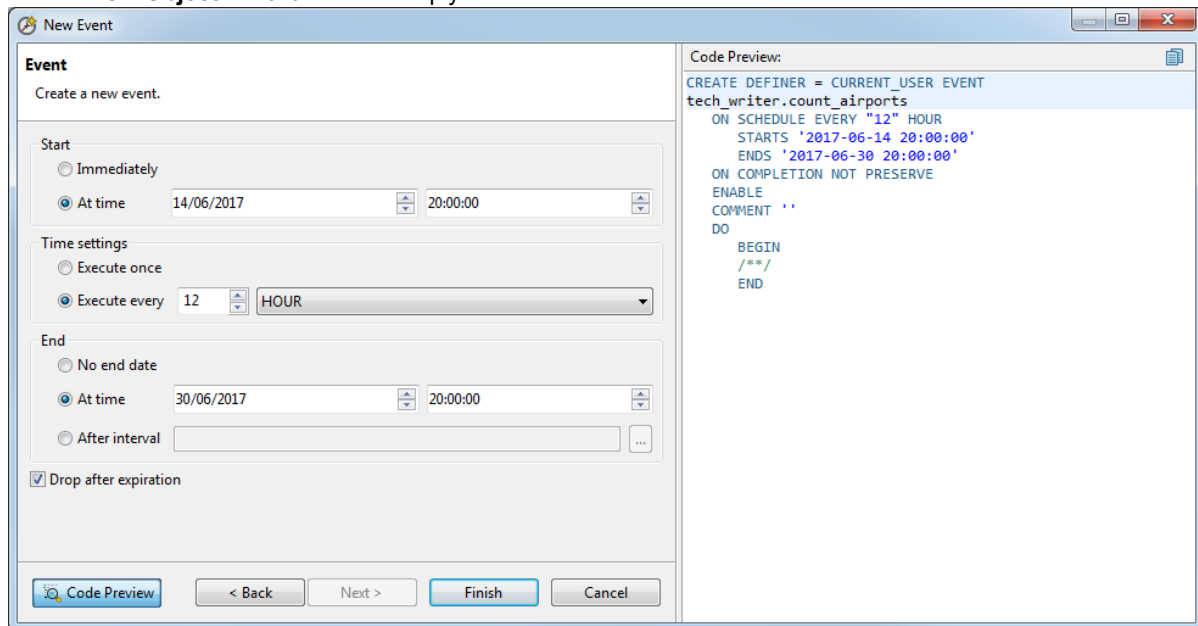 New Event
Event
Create a new event.
Start
Immediately
At time 14/06/2017 20:00:00
Time settings
Execute once
Execute every 12 HOUR
End
No end date
At time 30/06/2017 20:00:00
After interval ...
Drop after expiration
Code Preview < Back Next > Finish Cancel
Code Preview:
CREATE DEFINER = CURRENT_USER EVENT
tech_writer.count_airports
ON SCHEDULE EVERY "12" HOUR
STARTS '2017-06-14 20:00:00'
ENDS '2017-06-30 20:00:00'
ON COMPLETION NOT PRESERVE
ENABLE
COMMENT ''
DO
BEGIN
/**/
END